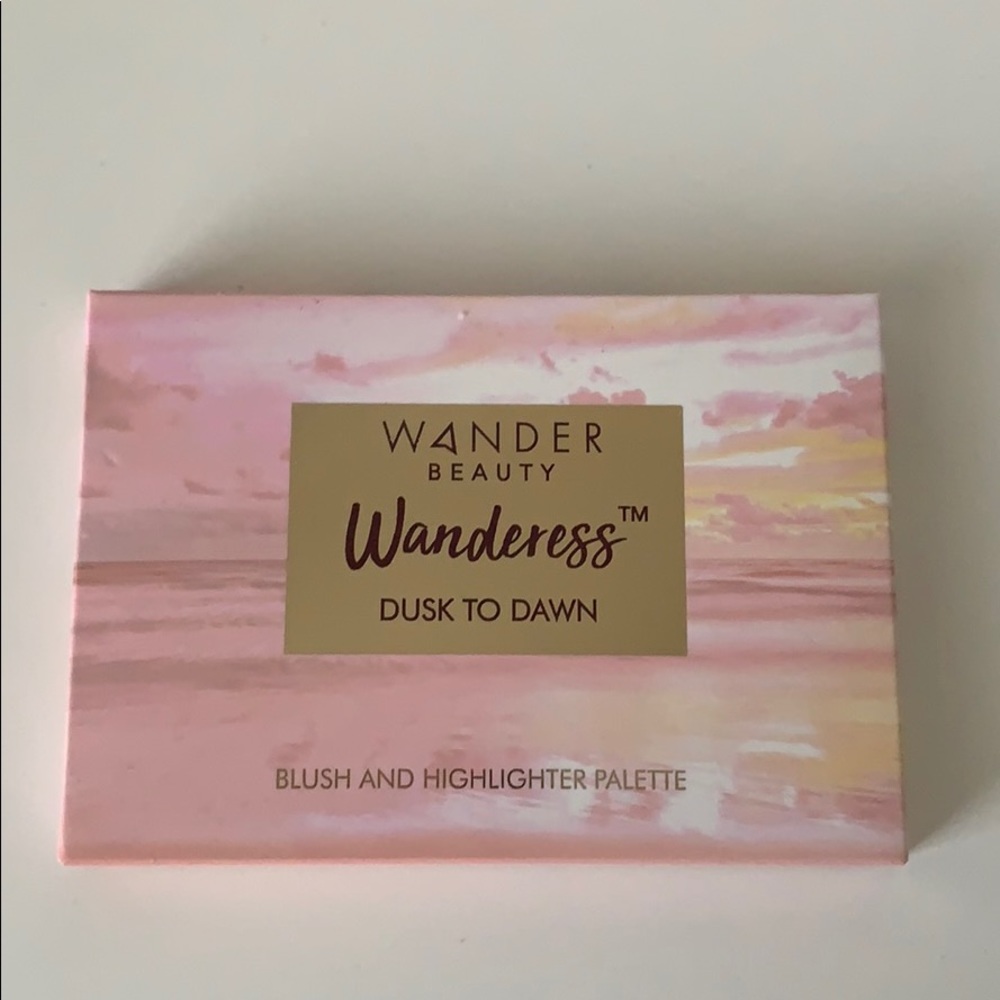 WANDER
BEAUTY
Wanderess™
DUSK TO DAWN
BLUSH AND HIGHLIGHTER PALETTE